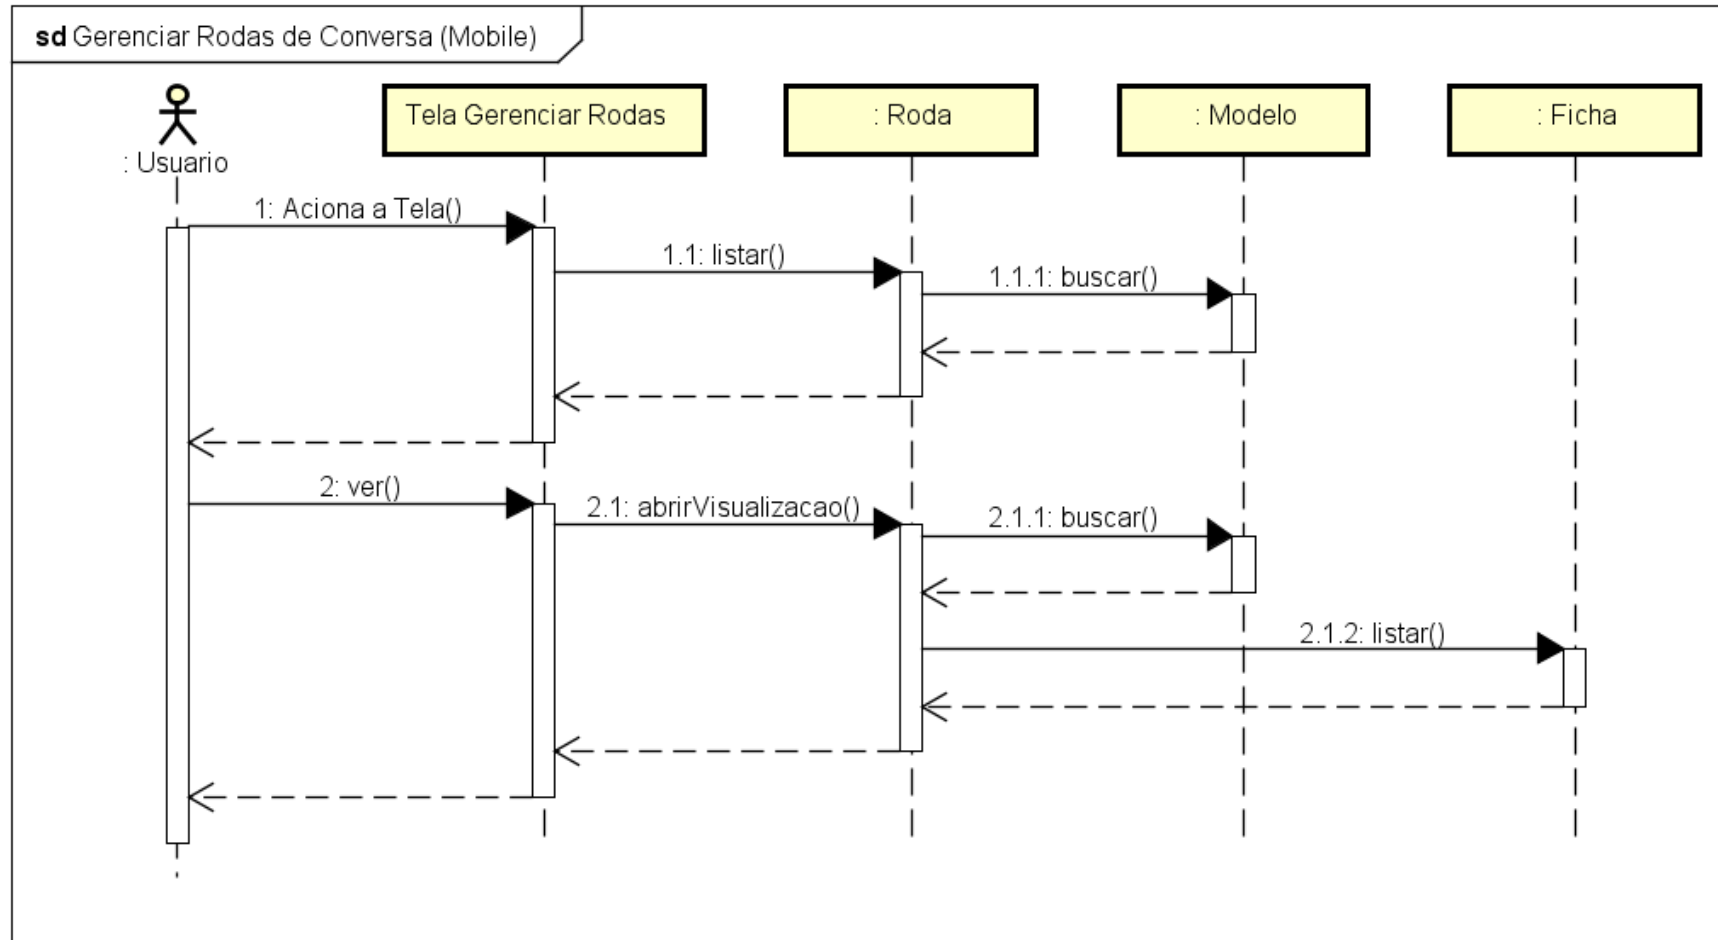 sd Gerenciar Rodas de Conversa (Mobile)
: Usuario
Tela Gerenciar Rodas
: Roda
: Modelo
: Ficha
1: Aciona a Tela()
1.1: listar()
1.1.1: buscar()
2: ver()
2.1: abrirVisualizacao()
2.1.1: buscar()
2.1.2: listar()